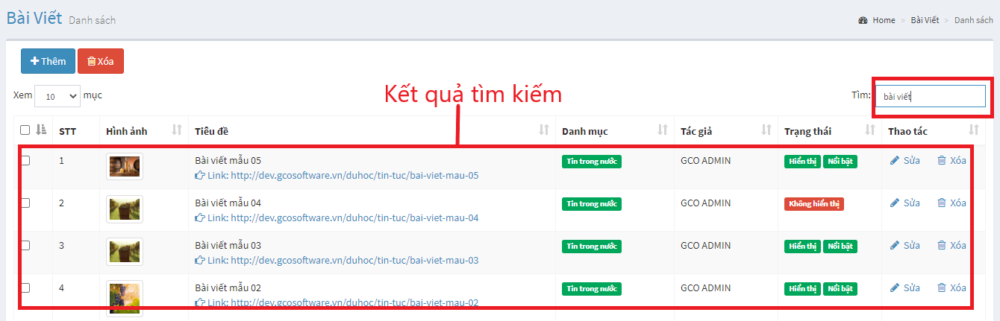 Bài Viết Danh sách
Home > Bài Viết > Danh sách
Thêm Xóa
Xem 10 mục
Kết quả tìm kiếm
Tìm: bài viết
STT Hình ảnh Tiêu đề Danh mục Tác giả Trạng thái Thao tác
1 Bài viết mẫu 05 Tin trong nước GCO ADMIN Hiển thị Nổi bật Sửa Xóa
Link: http://dev.gcosoftware.vn/duhoc/tin-tuc/bai-viet-mau-05
2 Bài viết mẫu 04 Tin trong nước GCO ADMIN Không hiển thị Sửa Xóa
Link: http://dev.gcosoftware.vn/duhoc/tin-tuc/bai-viet-mau-04
3 Bài viết mẫu 03 Tin trong nước GCO ADMIN Hiển thị Nổi bật Sửa Xóa
Link: http://dev.gcosoftware.vn/duhoc/tin-tuc/bai-viet-mau-03
4 Bài viết mẫu 02 Tin trong nước GCO ADMIN Hiển thị Nổi bật Sửa Xóa
Link: http://dev.gcosoftware.vn/duhoc/tin-tuc/bai-viet-mau-02